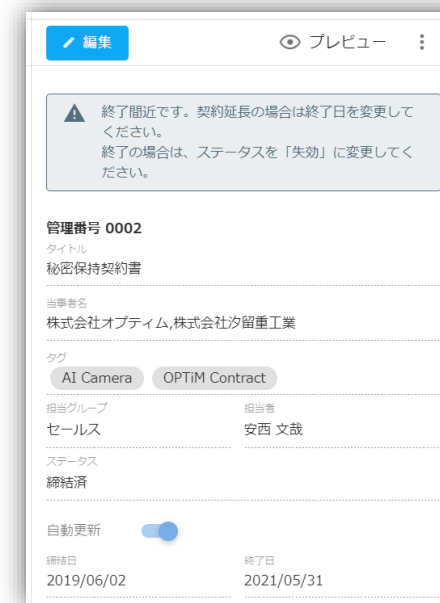 編集
プレビュー
終了間近です。契約延長の場合は終了日を変更して
ください。
終了の場合は、ステータスを「失効」に変更してく
ださい。
管理番号 0002
タイトル
秘密保持契約書
当事者名
株式会社オプティム,株式会社汐留重工業
タグ
AI Camera OPTiM Contract
担当グループ 担当者
セールス 安西 文哉
ステータス
締結済
自動更新
締結日 終了日
2019/06/02 2021/05/31